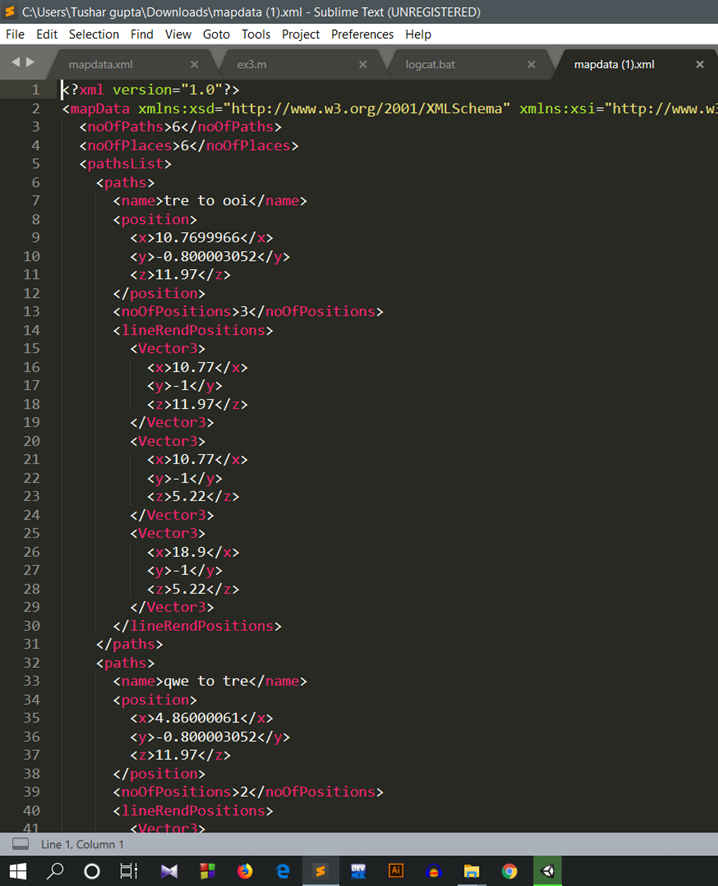 C:\Users\Tushar gupta\Downloads\mapdata (1).xml - Sublime Text (UNREGISTERED)
File Edit Selection Find View Goto Tools Project Preferences Help
mapdata.xml × ex3.m × logcat.bat × mapdata (1).xml ×
1 <?xml version="1.0"?>
2 <mapData xmlns:xsd="http://www.w3.org/2001/XMLSchema" xmlns:xsi="http://www.w3
3 <noOfPaths>6</noOfPaths>
4 <noOfPlaces>6</noOfPlaces>
5 <pathsList>
6 <paths>
7 <name>tre to ooi</name>
8 <position>
9 <x>10.7699966</x>
10 <y>-0.800003052</y>
11 <z>11.97</z>
12 </position>
13 <noOfPositions>3</noOfPositions>
14 <lineRendPositions>
15 <Vector3>
16 <x>10.77</x>
17 <y>-1</y>
18 <z>11.97</z>
19 </Vector3>
20 <Vector3>
21 <x>10.77</x>
22 <y>-1</y>
23 <z>5.22</z>
24 </Vector3>
25 <Vector3>
26 <x>18.9</x>
27 <y>-1</y>
28 <z>5.22</z>
29 </Vector3>
30 </lineRendPositions>
31 </paths>
32 <paths>
33 <name>qwe to tre</name>
34 <position>
35 <x>4.86000061</x>
36 <y>-0.800003052</y>
37 <z>11.97</z>
38 </position>
39 <noOfPositions>2</noOfPositions>
40 <lineRendPositions>
41 <Vector3>
Line 1, Column 1
Ai